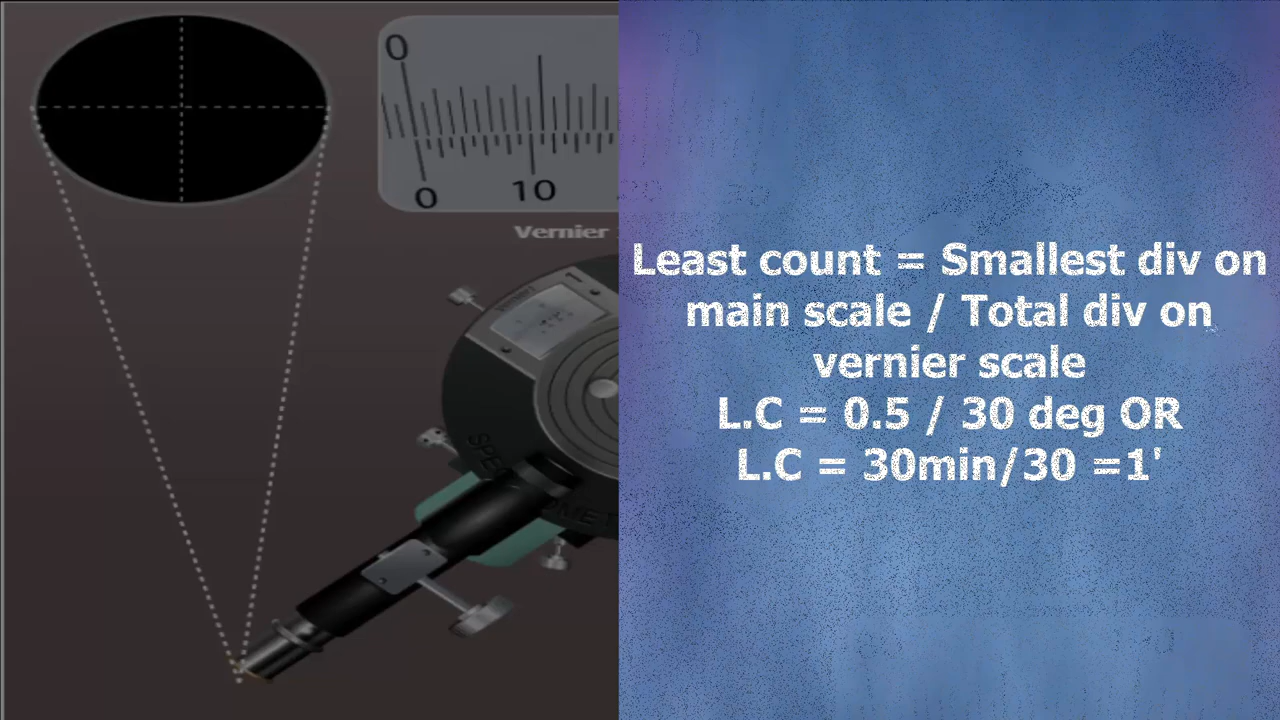 0
0
10
Vernier
Least count = Smallest div on
main scale / Total div on
vernier scale
L.C = 0.5 / 30 deg OR
L.C = 30min/30 =1'